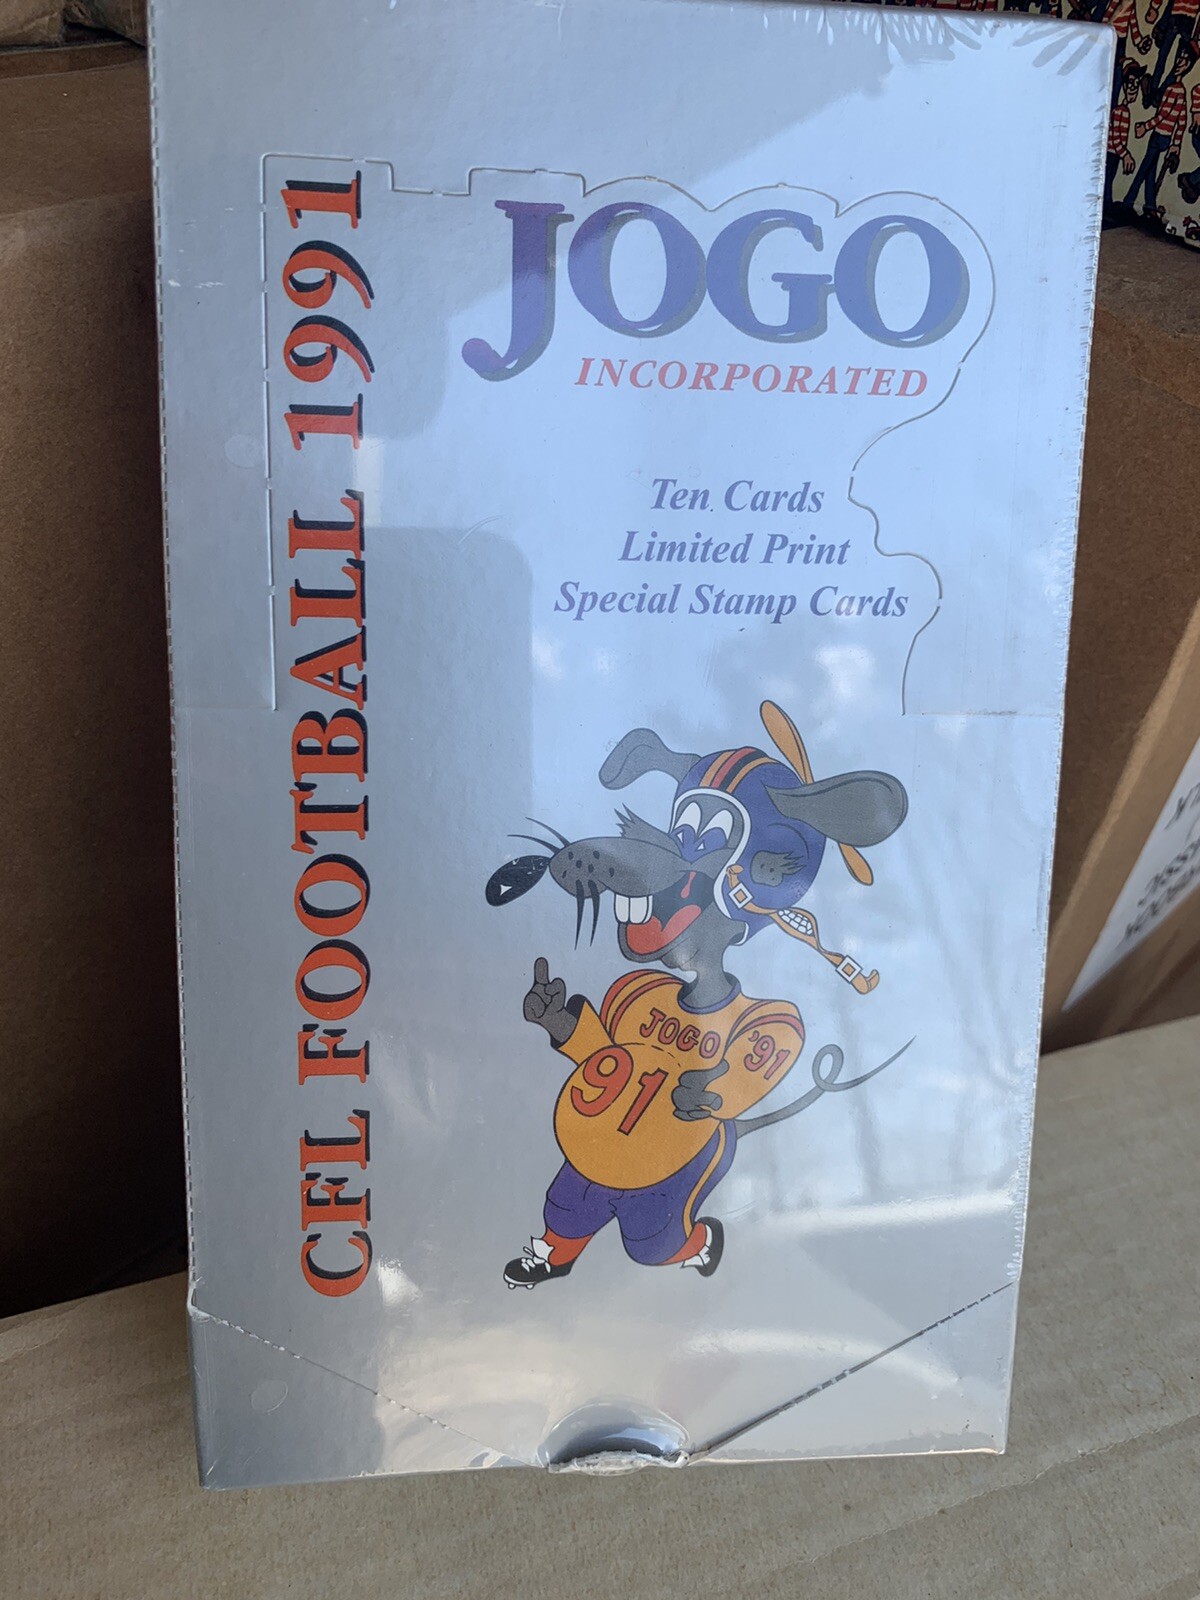 CFL FOOTBALL 1991
JOGO
INCORPORATED
Ten Cards
Limited Print
Special Stamp Cards
JOGO
'91
91